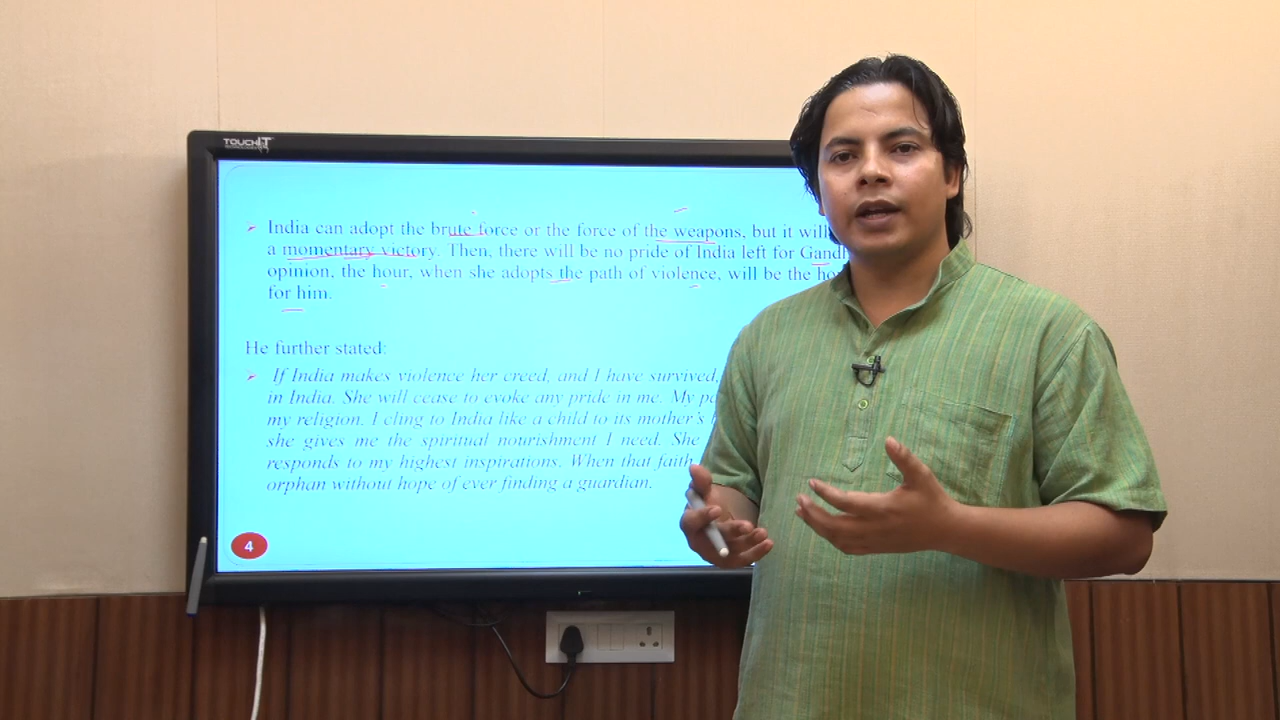 TOUCHIT
India can adopt the brute force or the force of the weapons, but it will
a momentary victory. Then, there will be no pride of India left for Gandh
opinion, the hour, when she adopts the path of violence, will be the ho
for him.
He further stated:
If India makes violence her creed, and I have survived,
in India. She will cease to evoke any pride in me. My pa
my religion. I cling to India like a child to its mother's
she gives me the spiritual nourishment I need. She
responds to my highest inspirations. When that faith
orphan without hope of ever finding a guardian.
4